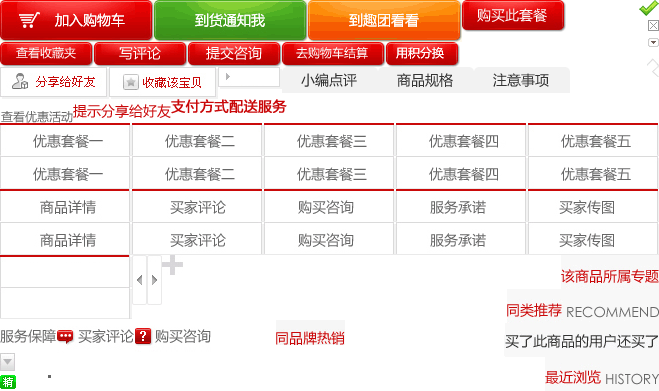 加入购物车 到货通知我 到趣团看看 购买此套餐
查看收藏夹 写评论 提交咨询 去购物车结算 用积分换
分享给好友 收藏该宝贝 小编点评 商品规格 注意事项
查看优惠活动 提示分享给好友 支付方式配送服务
优惠套餐一 优惠套餐二 优惠套餐三 优惠套餐四 优惠套餐五
优惠套餐一 优惠套餐二 优惠套餐三 优惠套餐四 优惠套餐五
商品详情 买家评论 购买咨询 服务承诺 买家传图
商品详情 买家评论 购买咨询 服务承诺 买家传图
该商品所属专题
同类推荐 RECOMMEND
服务保障 买家评论 ? 购买咨询 同品牌热销 买了此商品的用户还买了
最近浏览 HISTORY
精